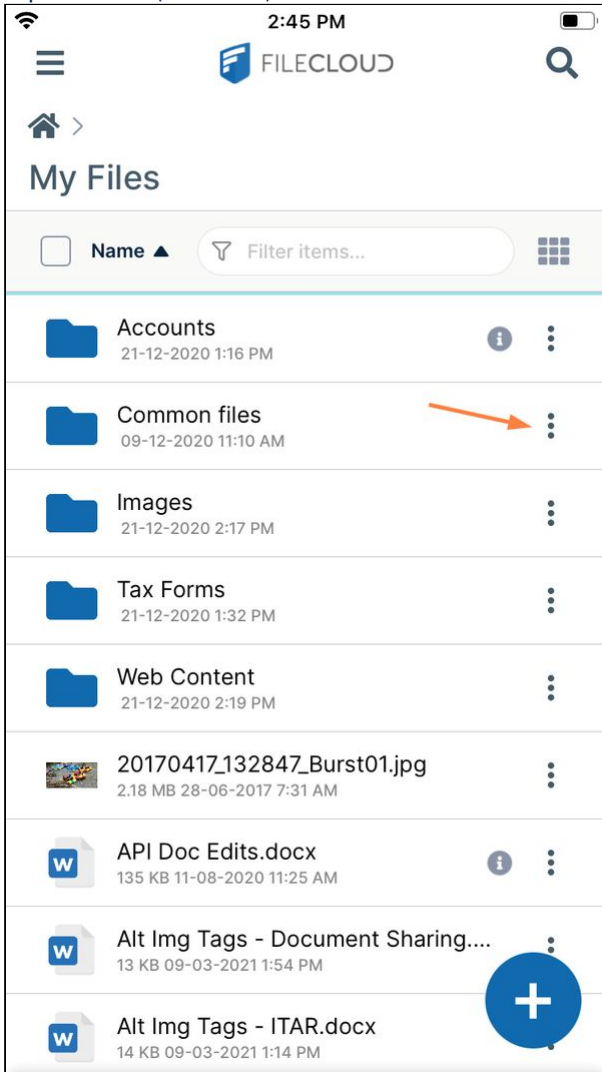 2:45 PM
FILECLOUD
My Files
Name ▲ Filter items...
Accounts
21-12-2020 1:16 PM
Common files
09-12-2020 11:10 AM
Images
21-12-2020 2:17 PM
Tax Forms
21-12-2020 1:32 PM
Web Content
21-12-2020 2:19 PM
20170417_132847_Burst01.jpg
2.18 MB 28-06-2017 7:31 AM
API Doc Edits.docx
135 KB 11-08-2020 11:25 AM
Alt Img Tags - Document Sharing....
13 KB 09-03-2021 1:54 PM
Alt Img Tags - ITAR.docx
14 KB 09-03-2021 1:14 PM